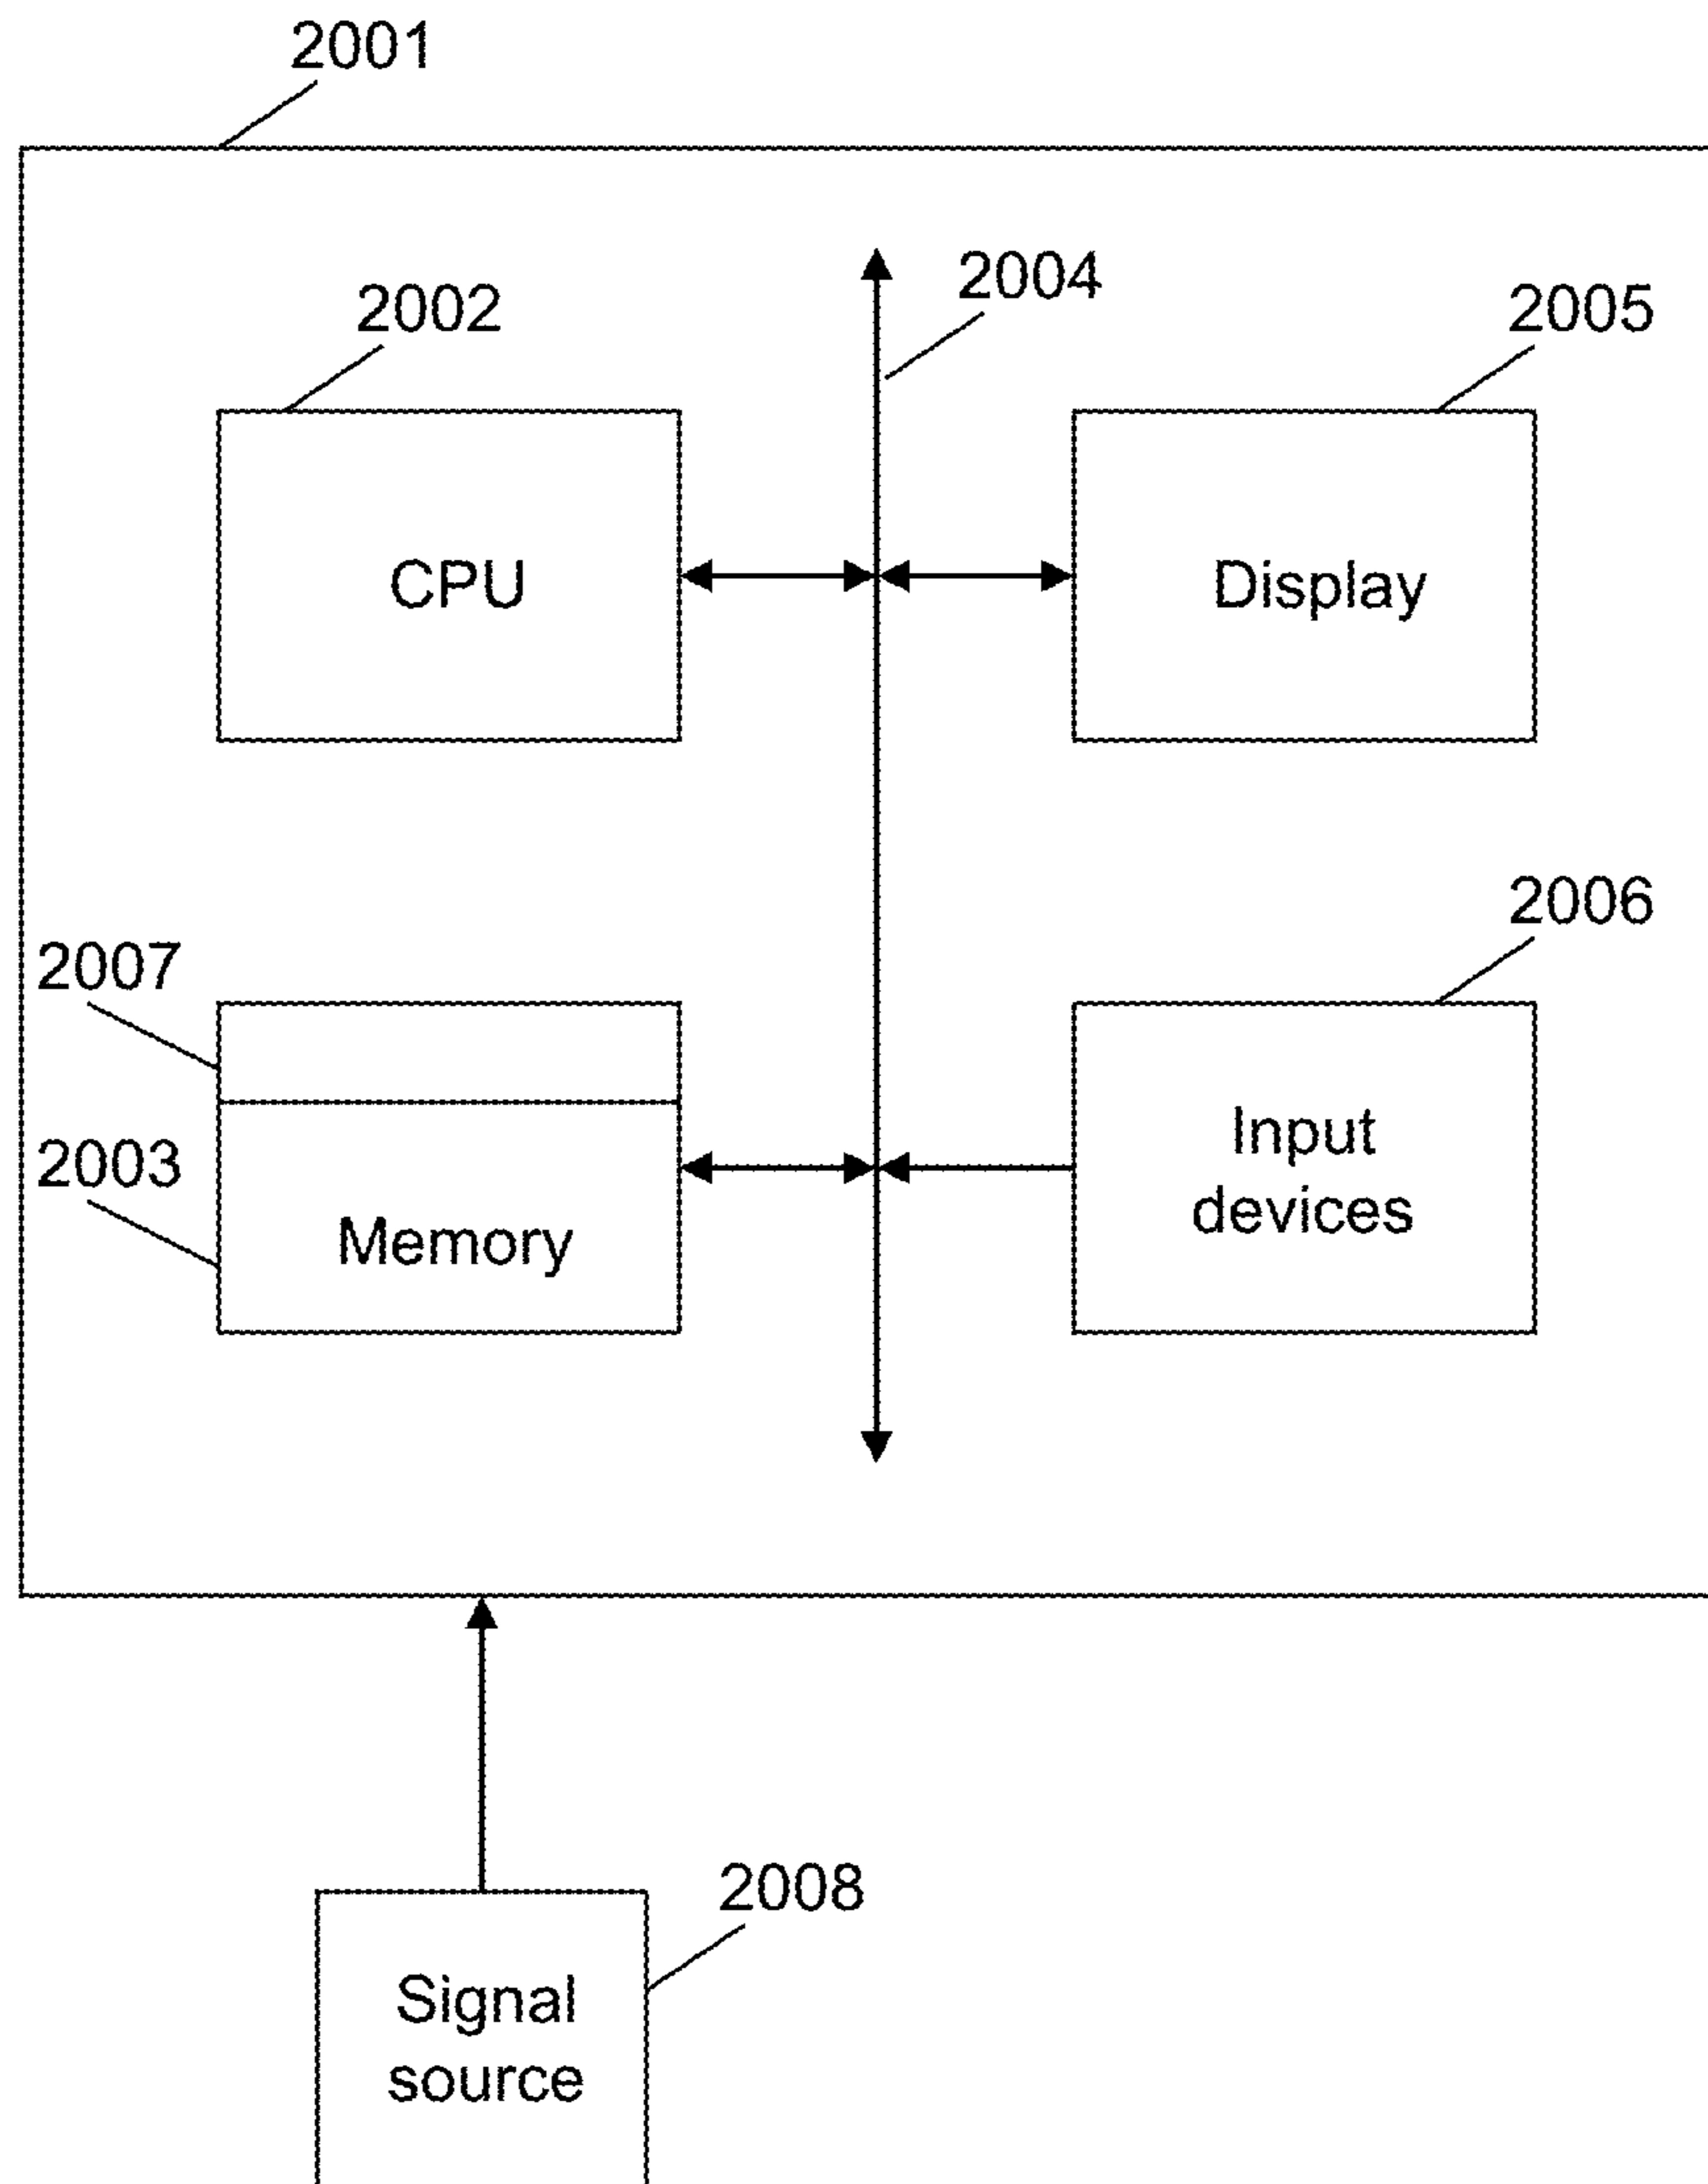 2001
2004
2002
2005
CPU
Display
2006
2007
Input
devices
2003
Memory
2008
Signal
source